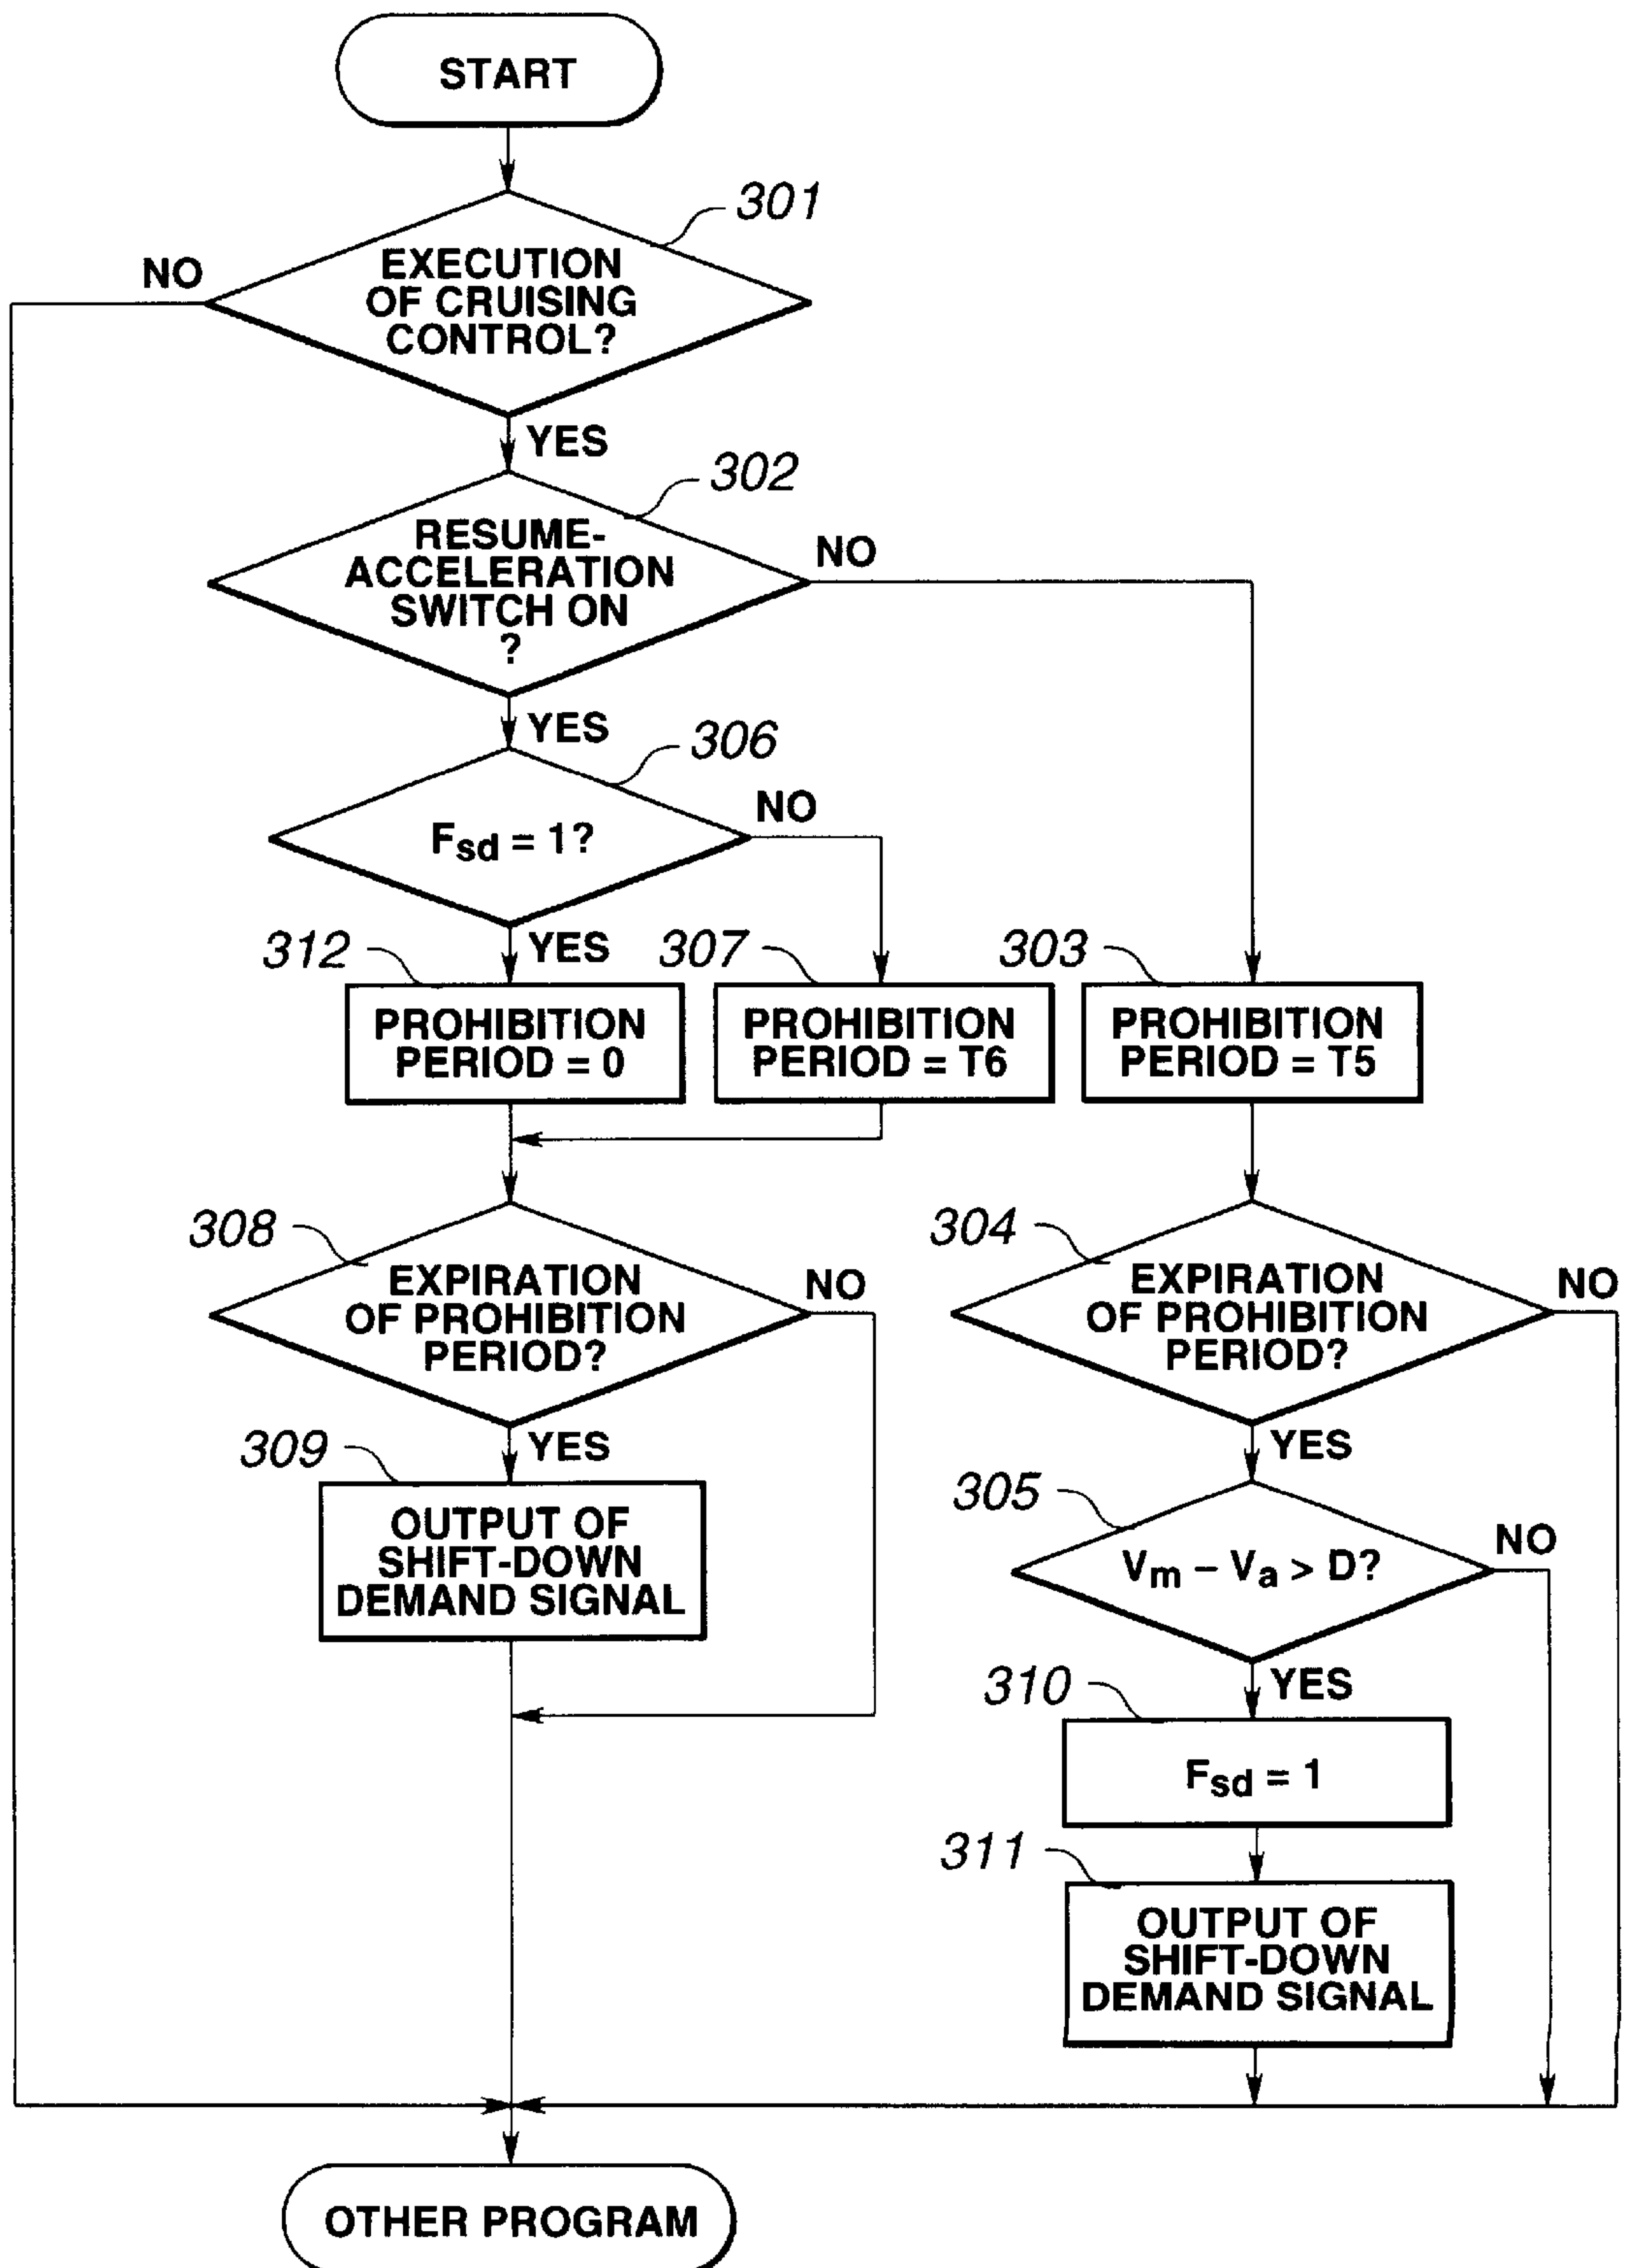 START
301
NO
EXECUTION
OF CRUISING
CONTROL?
YES
302
RESUME-
ACCELERATION
SWITCH ON
?
NO
YES
306
Fsd = 1?
NO
YES
312
307
303
PROHIBITION
PERIOD = 0
PROHIBITION
PERIOD = T6
PROHIBITION
PERIOD = T5
308
EXPIRATION
OF PROHIBITION
PERIOD?
NO
304
EXPIRATION
OF PROHIBITION
PERIOD?
NO
YES
309
OUTPUT OF
SHIFT-DOWN
DEMAND SIGNAL
YES
305
Vm – Va > D?
NO
YES
310
Fsd = 1
311
OUTPUT OF
SHIFT-DOWN
DEMAND SIGNAL
OTHER PROGRAM